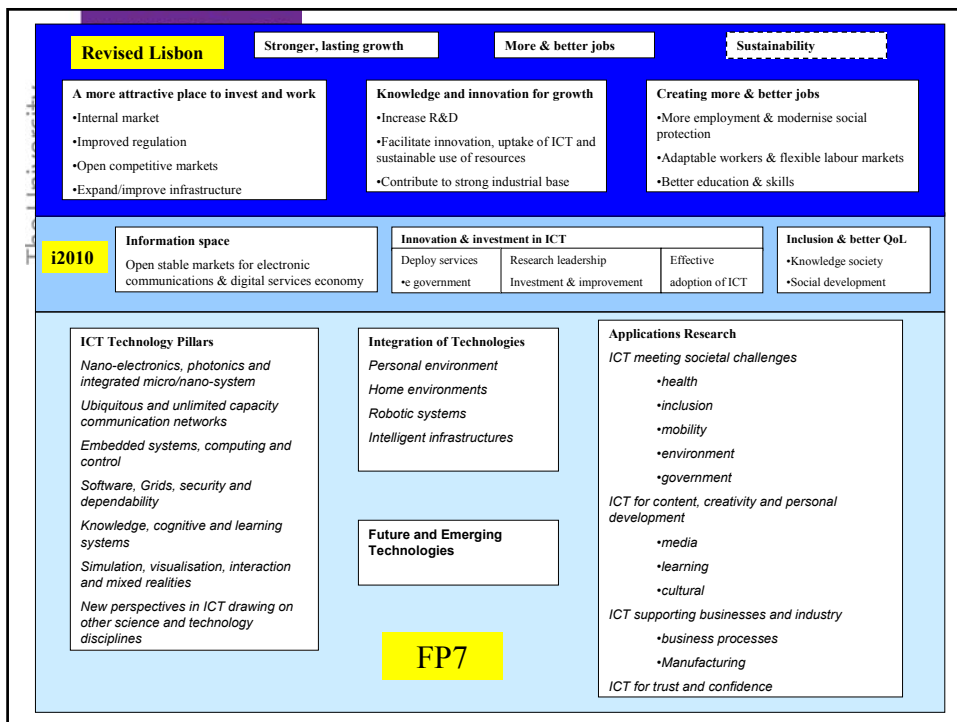 The University
Revised Lisbon
Stronger, lasting growth
More & better jobs
Sustainability
A more attractive place to invest and work
•Internal market
•Improved regulation
•Open competitive markets
•Expand/improve infrastructure
Knowledge and innovation for growth
•Increase R&D
•Facilitate innovation, uptake of ICT and
sustainable use of resources
•Contribute to strong industrial base
Creating more & better jobs
•More employment & modernise social
protection
•Adaptable workers & flexible labour markets
•Better education & skills
i2010
Information space
Open stable markets for electronic
communications & digital services economy
Innovation & investment in ICT
Deploy services
•e government
Research leadership
Investment & improvement
Effective
adoption of ICT
Inclusion & better QoL
•Knowledge society
•Social development
ICT Technology Pillars
Nano-electronics, photonics and
integrated micro/nano-system
Ubiquitous and unlimited capacity
communication networks
Embedded systems, computing and
control
Software, Grids, security and
dependability
Knowledge, cognitive and learning
systems
Simulation, visualisation, interaction
and mixed realities
New perspectives in ICT drawing on
other science and technology
disciplines
Integration of Technologies
Personal environment
Home environments
Robotic systems
Intelligent infrastructures
Future and Emerging
Technologies
FP7
Applications Research
ICT meeting societal challenges
•health
•inclusion
•mobility
•environment
•government
ICT for content, creativity and personal
development
•media
•learning
•cultural
ICT supporting businesses and industry
•business processes
•Manufacturing
ICT for trust and confidence